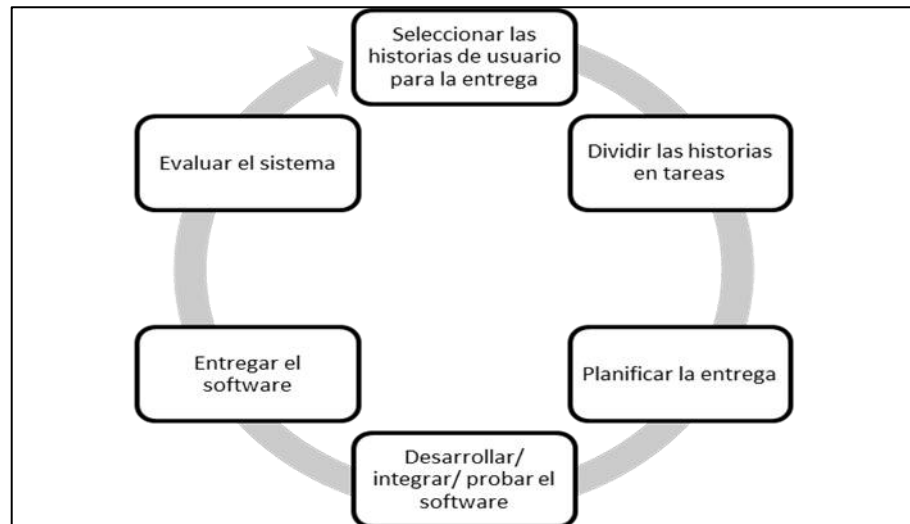 Seleccionar las
historias de usuario
para la entrega
Dividir las historias
en tareas
Planificar la entrega
Desarrollar/
integrar/ probar el
software
Entregar el
software
Evaluar el sistema